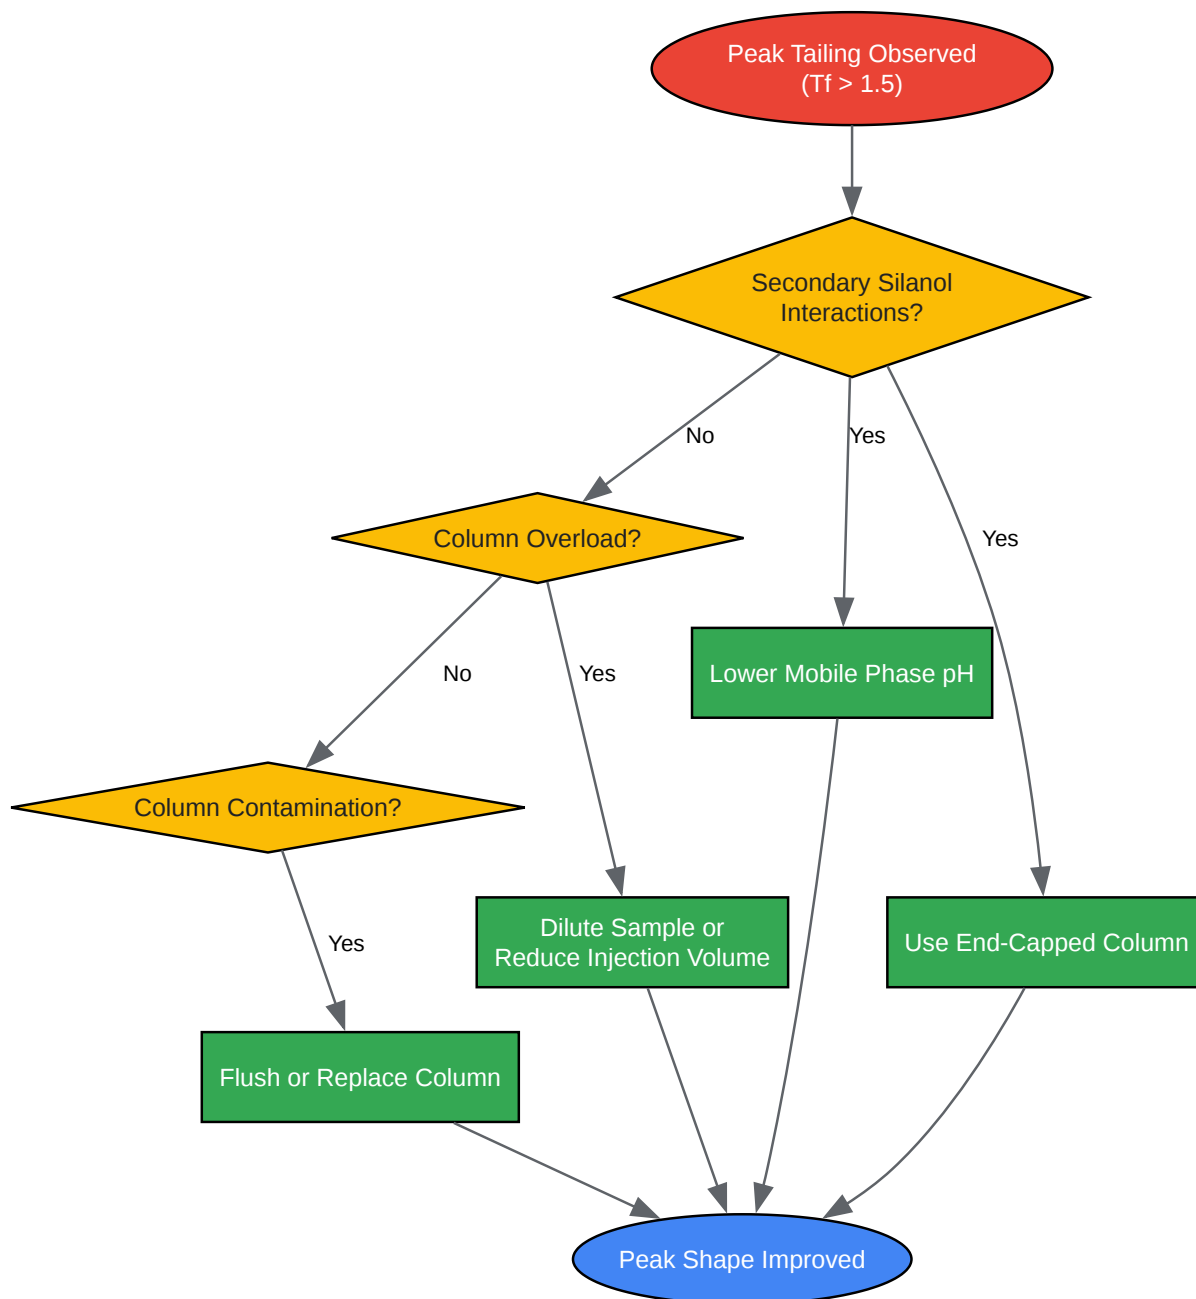 Peak Tailing Observed
(Tf > 1.5)
Secondary Silanol
Interactions?
No
Yes
Yes
Column Overload?
Lower Mobile Phase pH
No
Yes
Column Contamination?
Dilute Sample or
Reduce Injection Volume
Use End-Capped Column
Yes
Flush or Replace Column
Peak Shape Improved